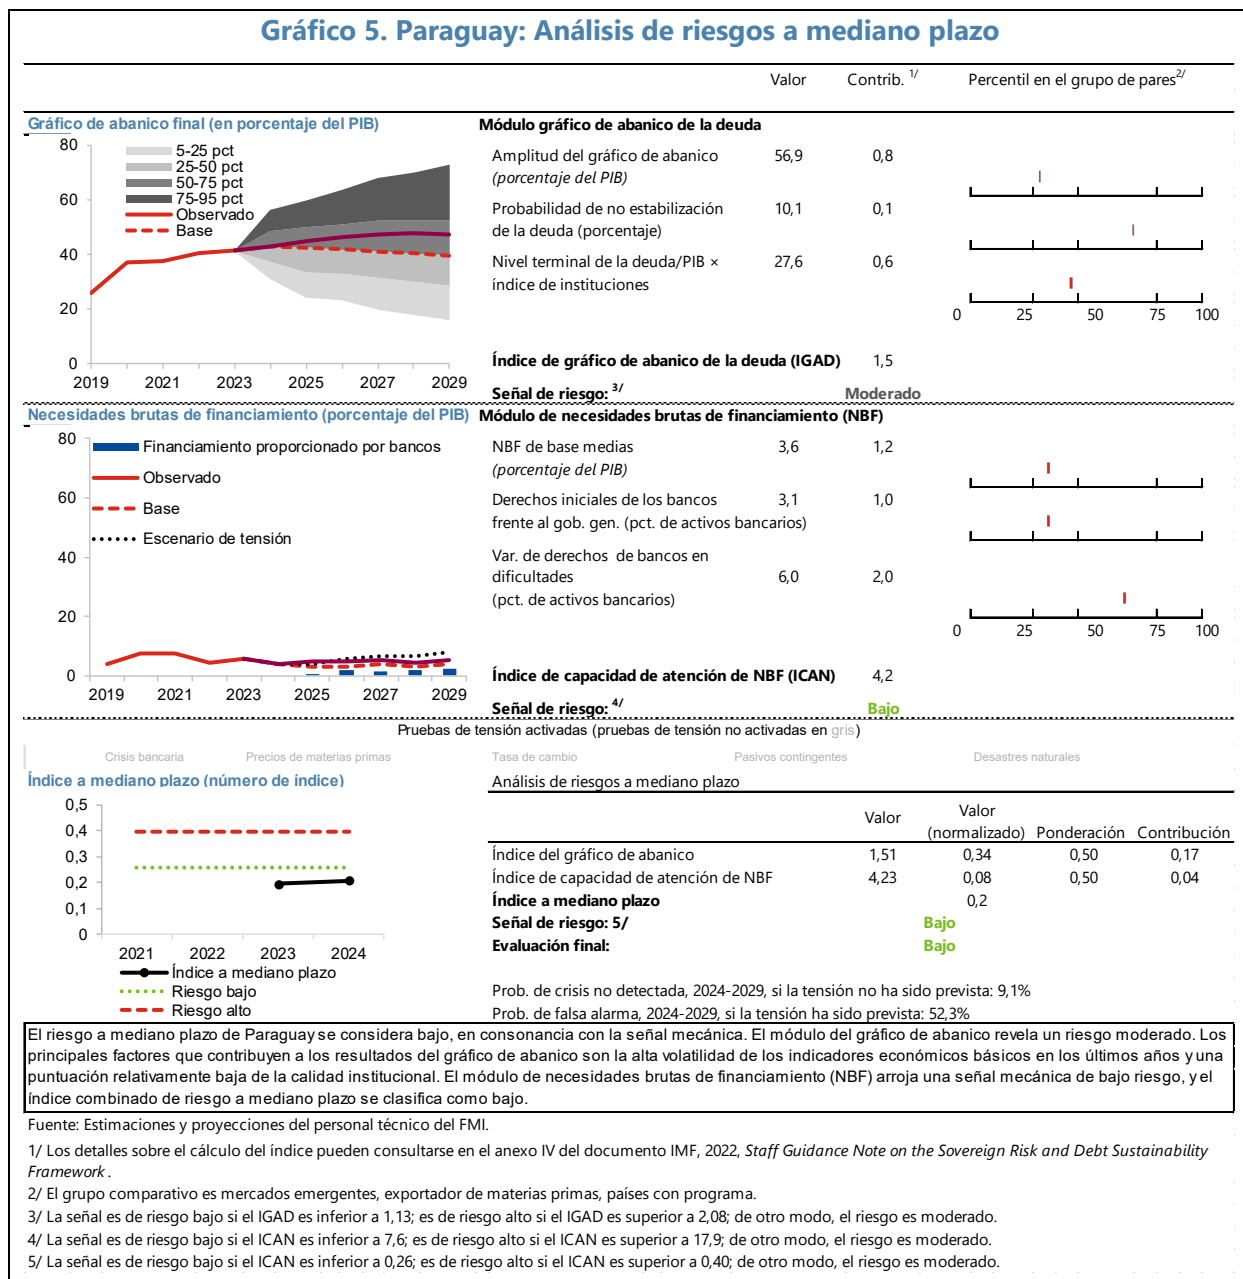 Gráfico 5. Paraguay: Análisis de riesgos a mediano plazo
Valor Contrib. 1/ Percentil en el grupo de pares2/
Gráfico de abanico final (en porcentaje del PIB)
80
60
40
20
0
5-25 pct
25-50 pct
50-75 pct
75-95 pct
Observado
Base
2019 2021 2023 2025 2027 2029
Módulo gráfico de abanico de la deuda
Amplitud del gráfico de abanico 56,9 0,8
(porcentaje del PIB)
Probabilidad de no estabilización 10,1 0,1
de la deuda (porcentaje)
Nivel terminal de la deuda/PIB × 27,6 0,6
índice de instituciones
0 25 50 75 100
Índice de gráfico de abanico de la deuda (IGAD) 1,5
Señal de riesgo: 3/ Moderado
Necesidades brutas de financiamiento (porcentaje del PIB)
80
60
40
20
0
Financiamiento proporcionado por bancos
Observado
Base
Escenario de tensión
2019 2021 2023 2025 2027 2029
Módulo de necesidades brutas de financiamiento (NBF)
NBF de base medias 3,6 1,2
(porcentaje del PIB)
Derechos iniciales de los bancos 3,1 1,0
frente al gob. gen. (pct. de activos bancarios)
Var. de derechos de bancos en
dificultades 6,0 2,0
(pct. de activos bancarios)
0 25 50 75 100
Índice de capacidad de atención de NBF (ICAN) 4,2
Señal de riesgo: 4/ Bajo
Pruebas de tensión activadas (pruebas de tensión no activadas en gris)
Crisis bancaria Precios de materias primas Tasa de cambio Pasivos contingentes Desastres naturales
Índice a mediano plazo (número de índice)
0,5
0,4
0,3
0,2
0,1
0
2021 2022 2023 2024
Índice a mediano plazo
Riesgo bajo
Riesgo alto
Análisis de riesgos a mediano plazo
Valor Valor (normalizado) Ponderación Contribución
Índice del gráfico de abanico 1,51 0,34 0,50 0,17
Índice de capacidad de atención de NBF 4,23 0,08 0,50 0,04
Índice a mediano plazo 0,2
Señal de riesgo: 5/ Bajo
Evaluación final: Bajo
Prob. de crisis no detectada, 2024-2029, si la tensión no ha sido prevista: 9,1%
Prob. de falsa alarma, 2024-2029, si la tensión ha sido prevista: 52,3%
El riesgo a mediano plazo de Paraguay se considera bajo, en consonancia con la señal mecánica. El módulo del gráfico de abanico revela un riesgo moderado. Los
principales factores que contribuyen a los resultados del gráfico de abanico son la alta volatilidad de los indicadores económicos básicos en los últimos años y una
puntuación relativamente baja de la calidad institucional. El módulo de necesidades brutas de financiamiento (NBF) arroja una señal mecánica de bajo riesgo, y el
índice combinado de riesgo a mediano plazo se clasifica como bajo.
Fuente: Estimaciones y proyecciones del personal técnico del FMI.
1/ Los detalles sobre el cálculo del índice pueden consultarse en el anexo IV del documento IMF, 2022, Staff Guidance Note on the Sovereign Risk and Debt Sustainability
Framework .
2/ El grupo comparativo es mercados emergentes, exportador de materias primas, países con programa.
3/ La señal es de riesgo bajo si el IGAD es inferior a 1,13; es de riesgo alto si el IGAD es superior a 2,08; de otro modo, el riesgo es moderado.
4/ La señal es de riesgo bajo si el ICAN es inferior a 7,6; es de riesgo alto si el ICAN es superior a 17,9; de otro modo, el riesgo es moderado.
5/ La señal es de riesgo bajo si el ICAN es inferior a 0,26; es de riesgo alto si el ICAN es superior a 0,40; de otro modo, el riesgo es moderado.